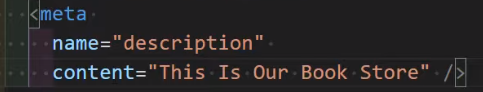 <meta
name="description"
content="This Is Our Book Store" />